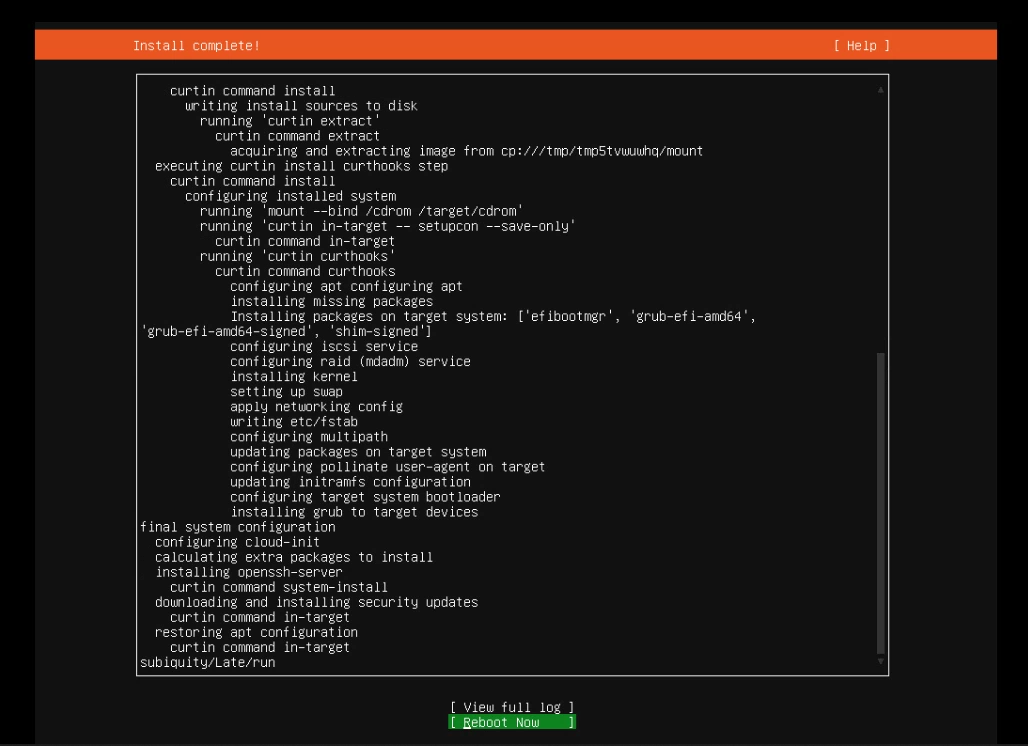 Install complete!
[ Help ]
curtin command install
writing install sources to disk
running 'curtin extract'
curtin command extract
acquiring and extracting image from cp:///tmp/tmp5tvwuwhq/mount
executing curtin install curthooks step
curtin command install
configuring installed system
running 'mount --bind /cdrom /target/cdrom'
running 'curtin in-target -- setupcon --save-only'
curtin command in-target
running 'curtin curthooks'
curtin command curthooks
configuring apt configuring apt
installing missing packages
Installing packages on target system: ['efibootmgr', 'grub-efi-amd64',
'grub-efi-amd64-signed', 'shim-signed']
configuring iscsi service
configuring raid (mdadm) service
installing kernel
setting up swap
apply networking config
writing etc/fstab
configuring multipath
updating packages on target system
configuring pollinate user-agent on target
updating initramfs configuration
configuring target system bootloader
installing grub to target devices
final system configuration
configuring cloud-init
calculating extra packages to install
installing openssh-server
curtin command system-install
downloading and installing security updates
curtin command in-target
restoring apt configuration
curtin command in-target
subiquity/Late/run
[ View full log ]
[ Reboot Now ]